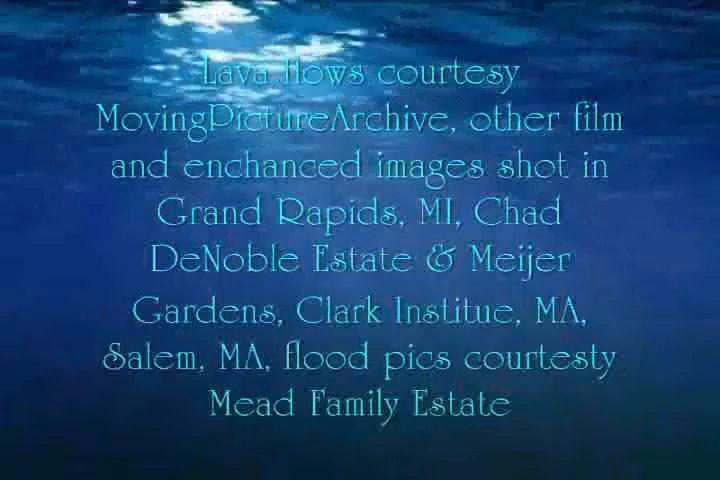 Lava flows courtesy
MovingPictureArchive, other film
and enchanced images shot in
Grand Rapids, MI, Chad
DeNoble Estate & Meijer
Gardens, Clark Institue, MA,
Salem, MA, flood pics courtesty
Mead Family Estate